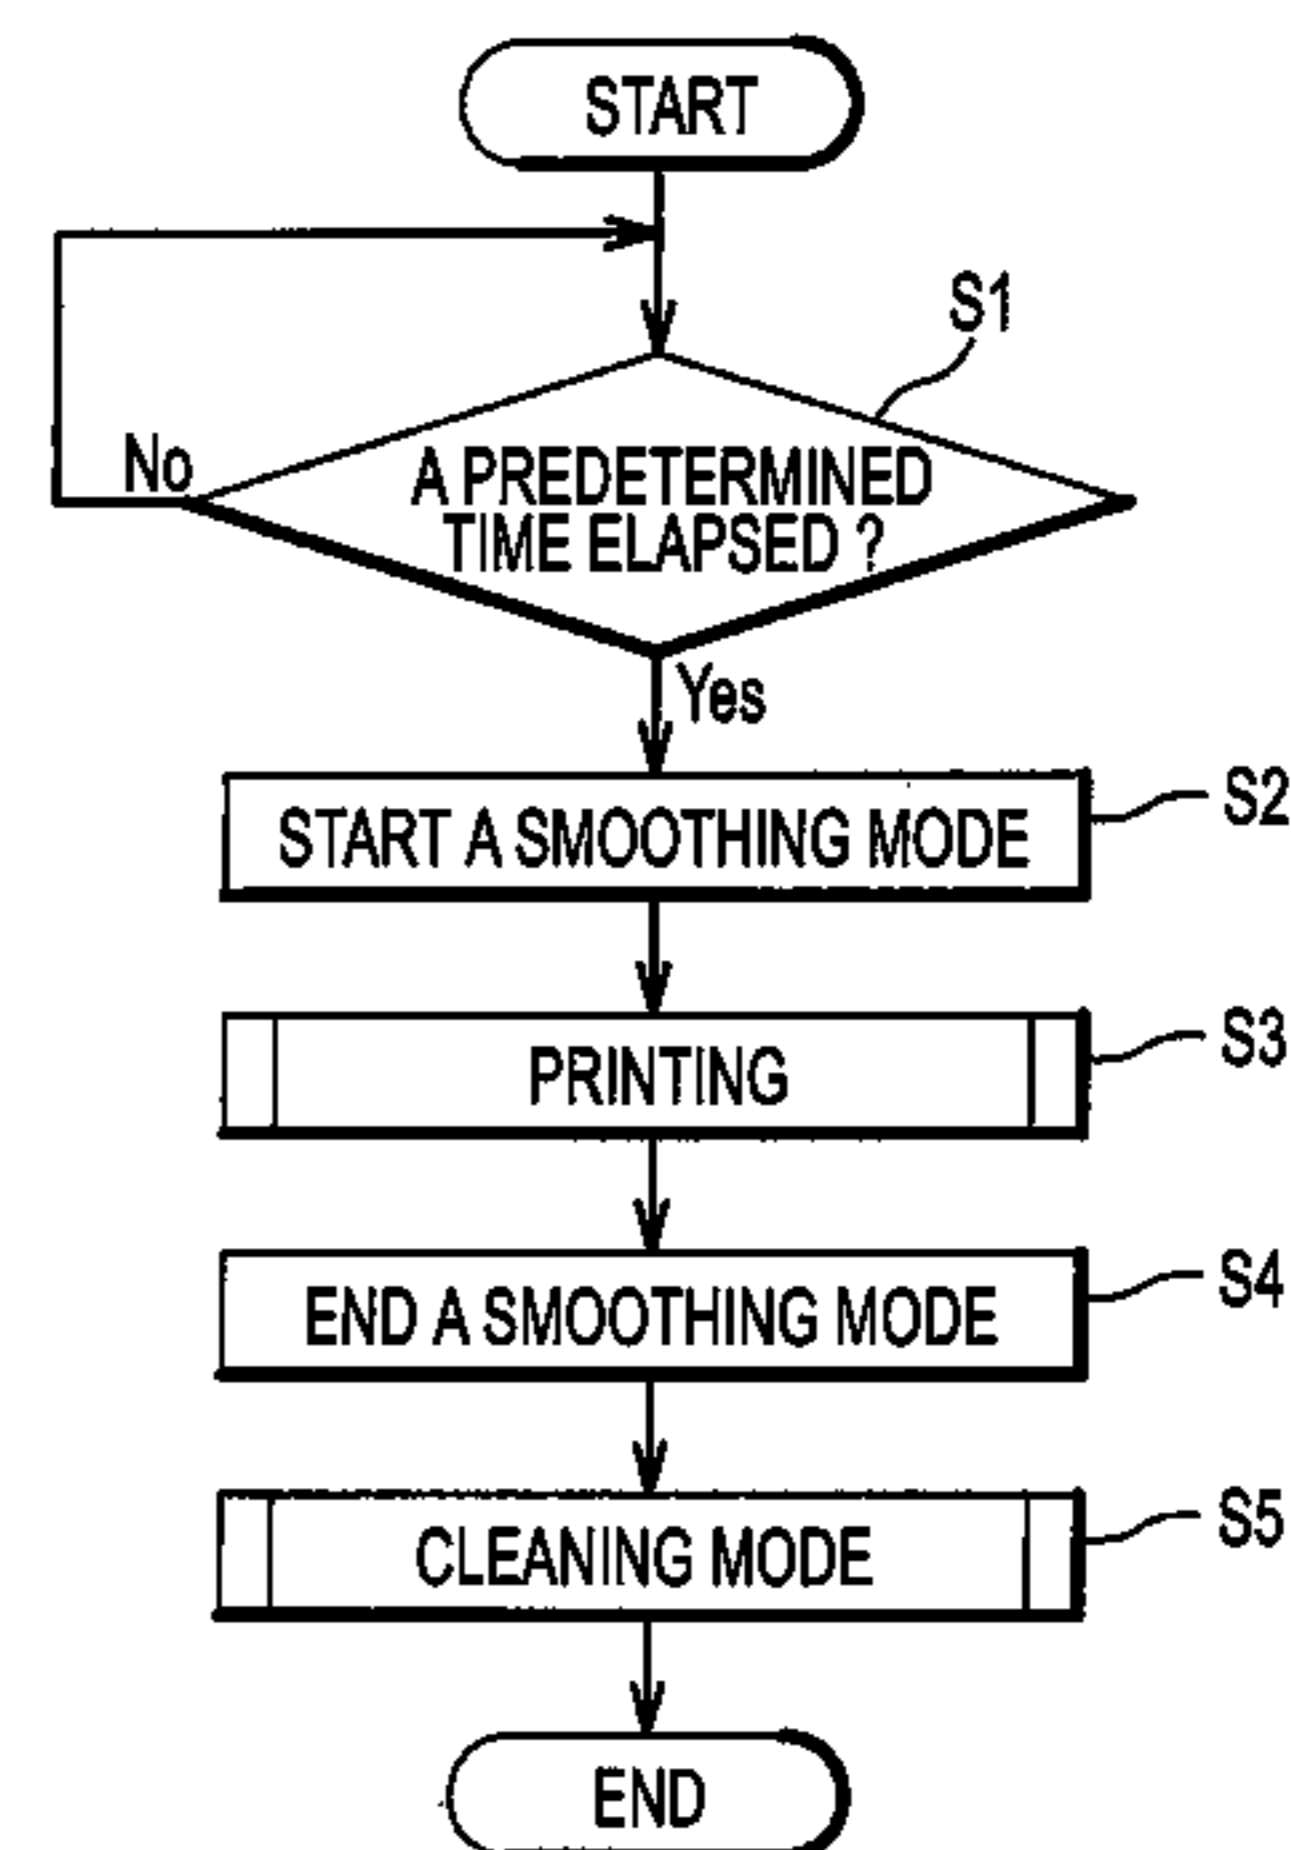 START
S1
No
A PREDETERMINED
TIME ELAPSED ?
Yes
START A SMOOTHING MODE
S2
PRINTING
S3
END A SMOOTHING MODE
S4
CLEANING MODE
S5
END